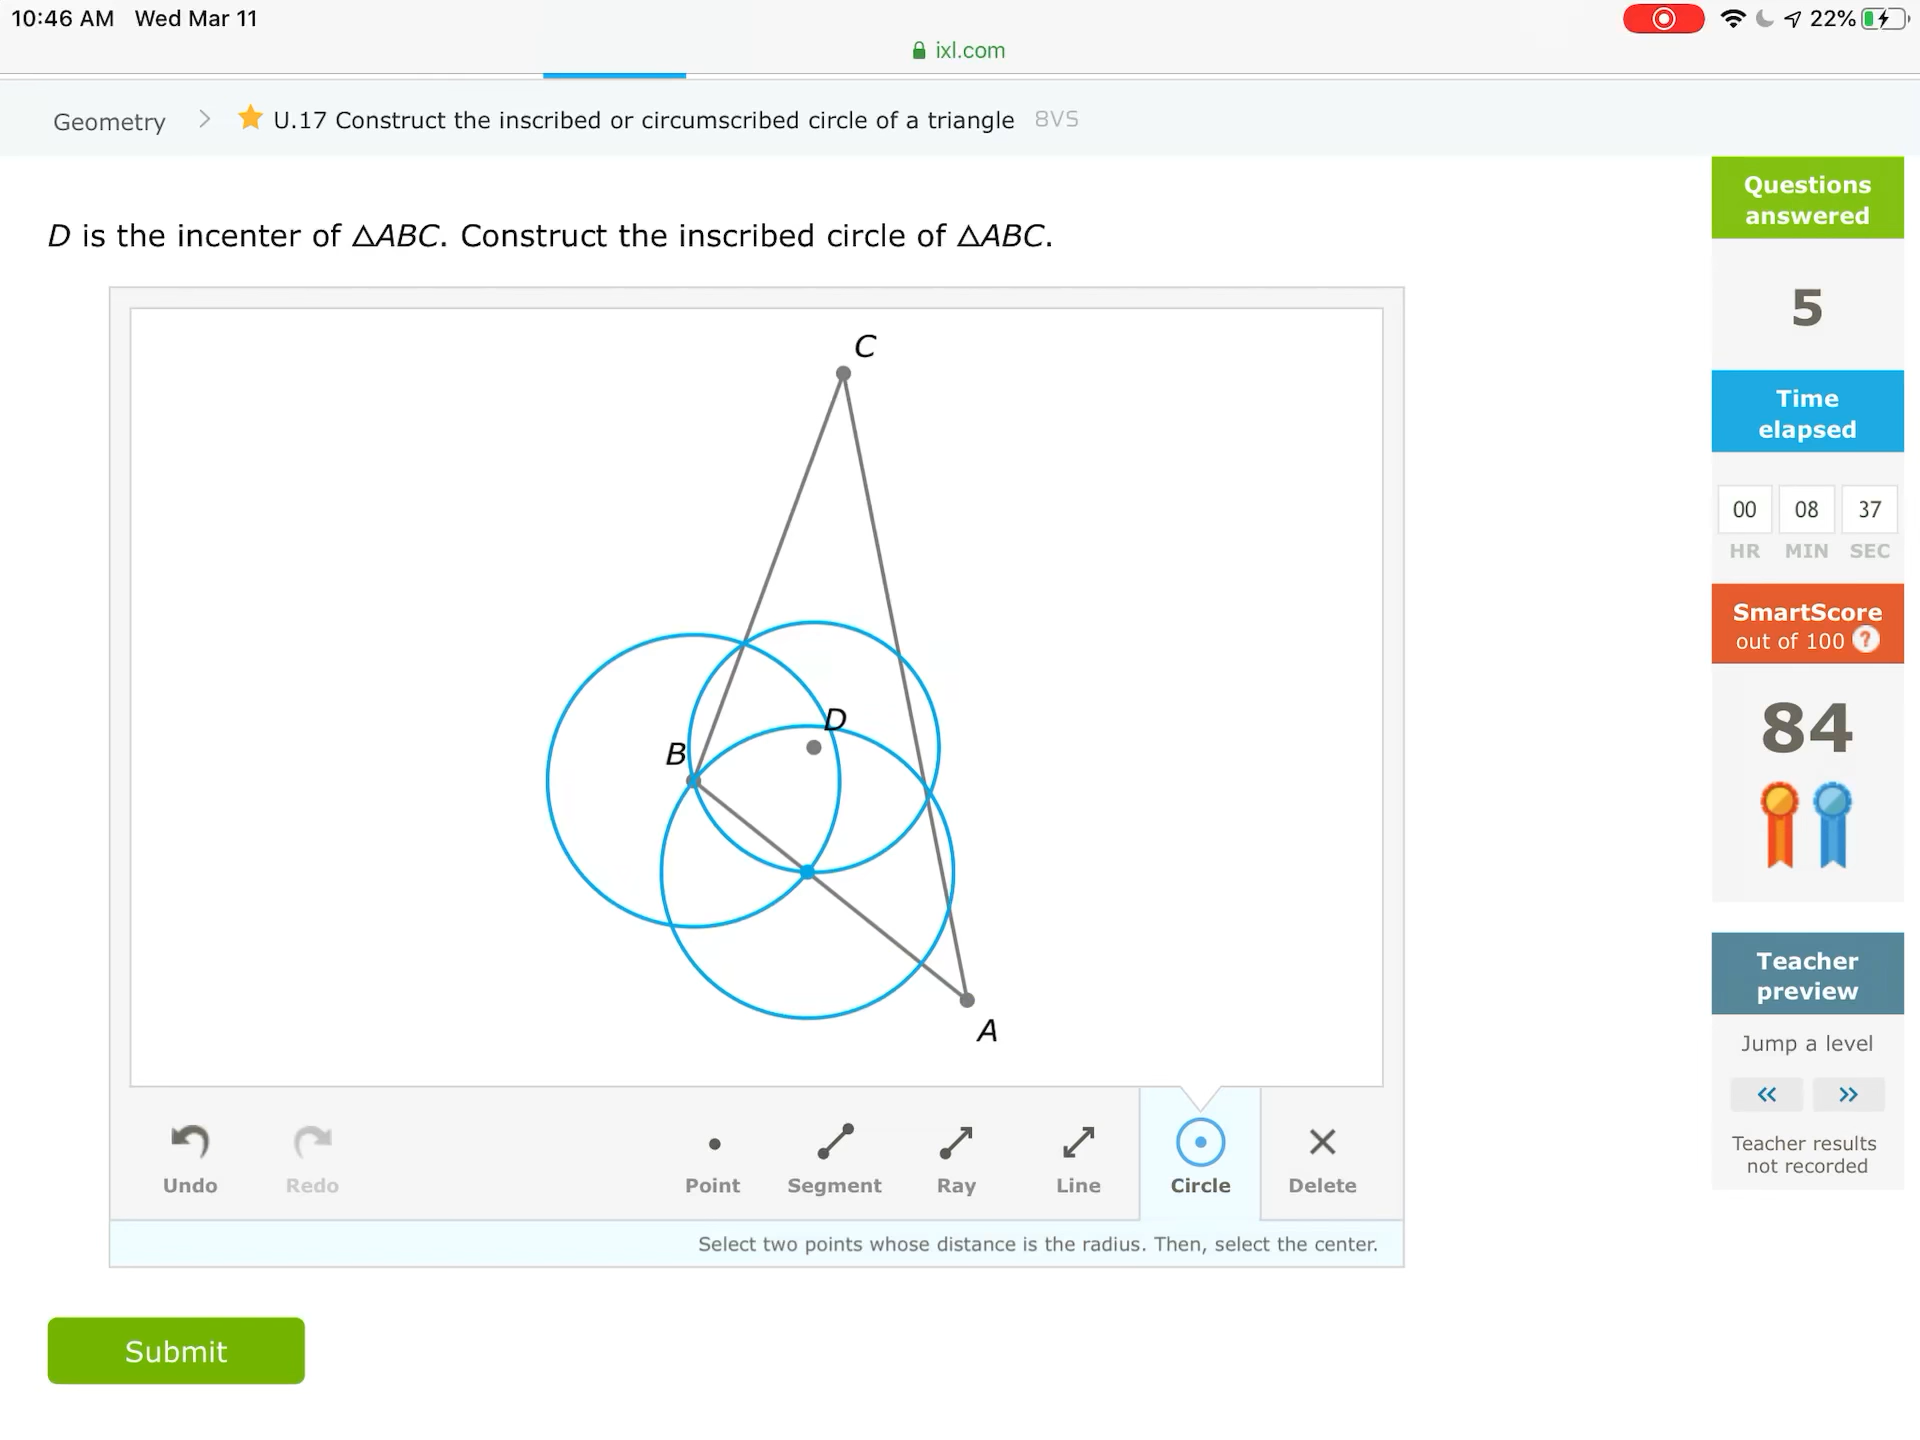 10:46 AM Wed Mar 11
22%
ixl.com
Geometry > U.17 Construct the inscribed or circumscribed circle of a triangle 8VS
D is the incenter of △ABC. Construct the inscribed circle of △ABC.
C
D
B
A
Undo
Redo
Point
Segment
Ray
Line
Circle
Delete
Select two points whose distance is the radius. Then, select the center.
Submit
Questions
answered
5
Time
elapsed
00 08 37
HR MIN SEC
SmartScore
out of 100 ?
84
Teacher
preview
Jump a level
<< >>
Teacher results
not recorded